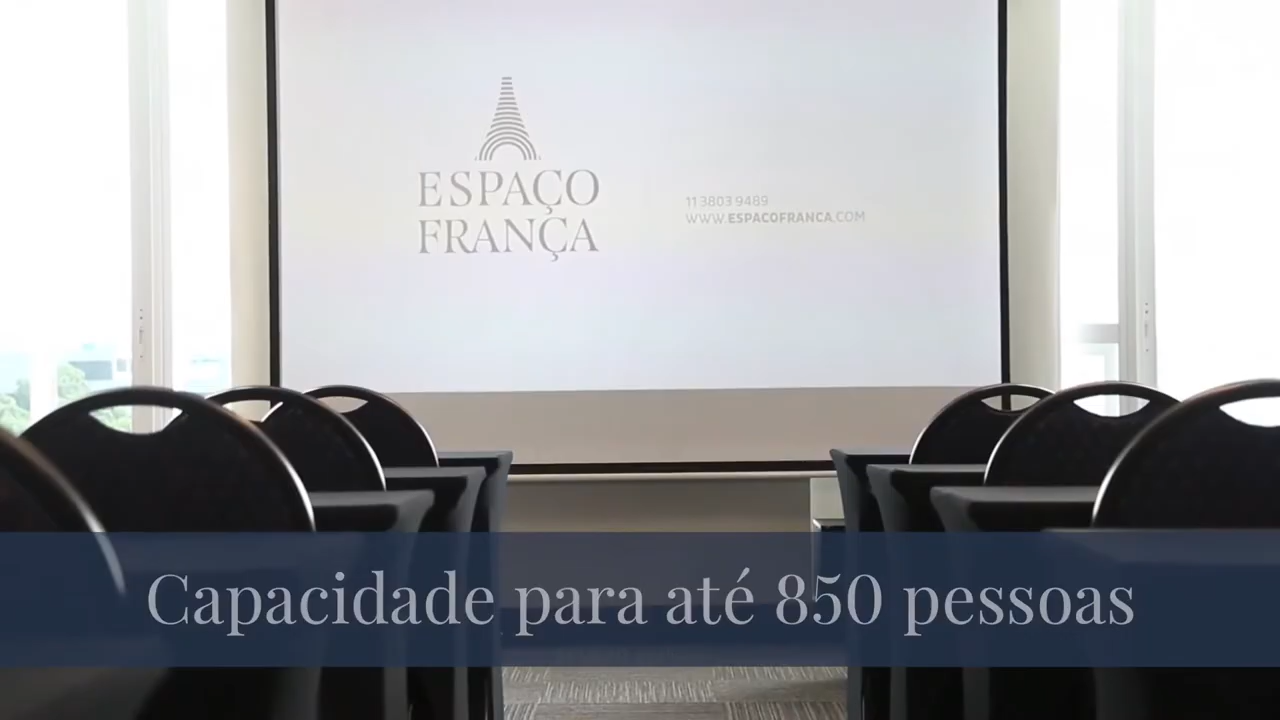 ESPAÇO
FRANÇA
11 3803 9489
WWW.ESPACOFRANCA.COM
Capacidade para até 850 pessoas